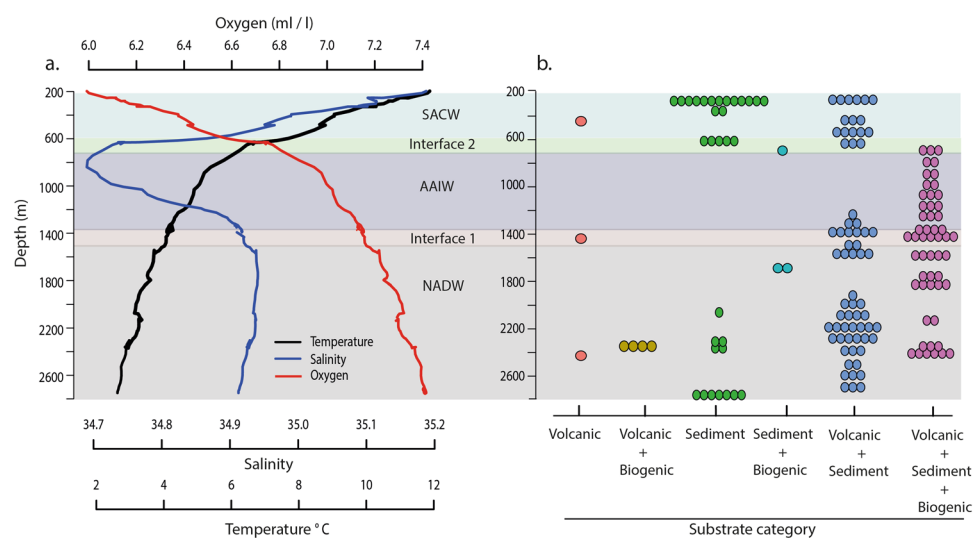 Oxygen (ml / l)
6.0 6.2 6.4 6.6 6.8 7.0 7.2 7.4
a.
200
600
1000
1400
1800
2200
2600
Depth (m)
SACW
Interface 2
AAIW
Interface 1
NADW
Temperature
Salinity
Oxygen
34.7 34.8 34.9 35.0 35.1 35.2
Salinity
2 4 6 8 10 12
Temperature °C
b.
200
600
1000
1400
1800
2200
2600
Volcanic
Volcanic
+
Biogenic
Sediment
Sediment
+
Biogenic
Volcanic
+
Sediment
Volcanic
+
Sediment
+
Biogenic
Substrate category